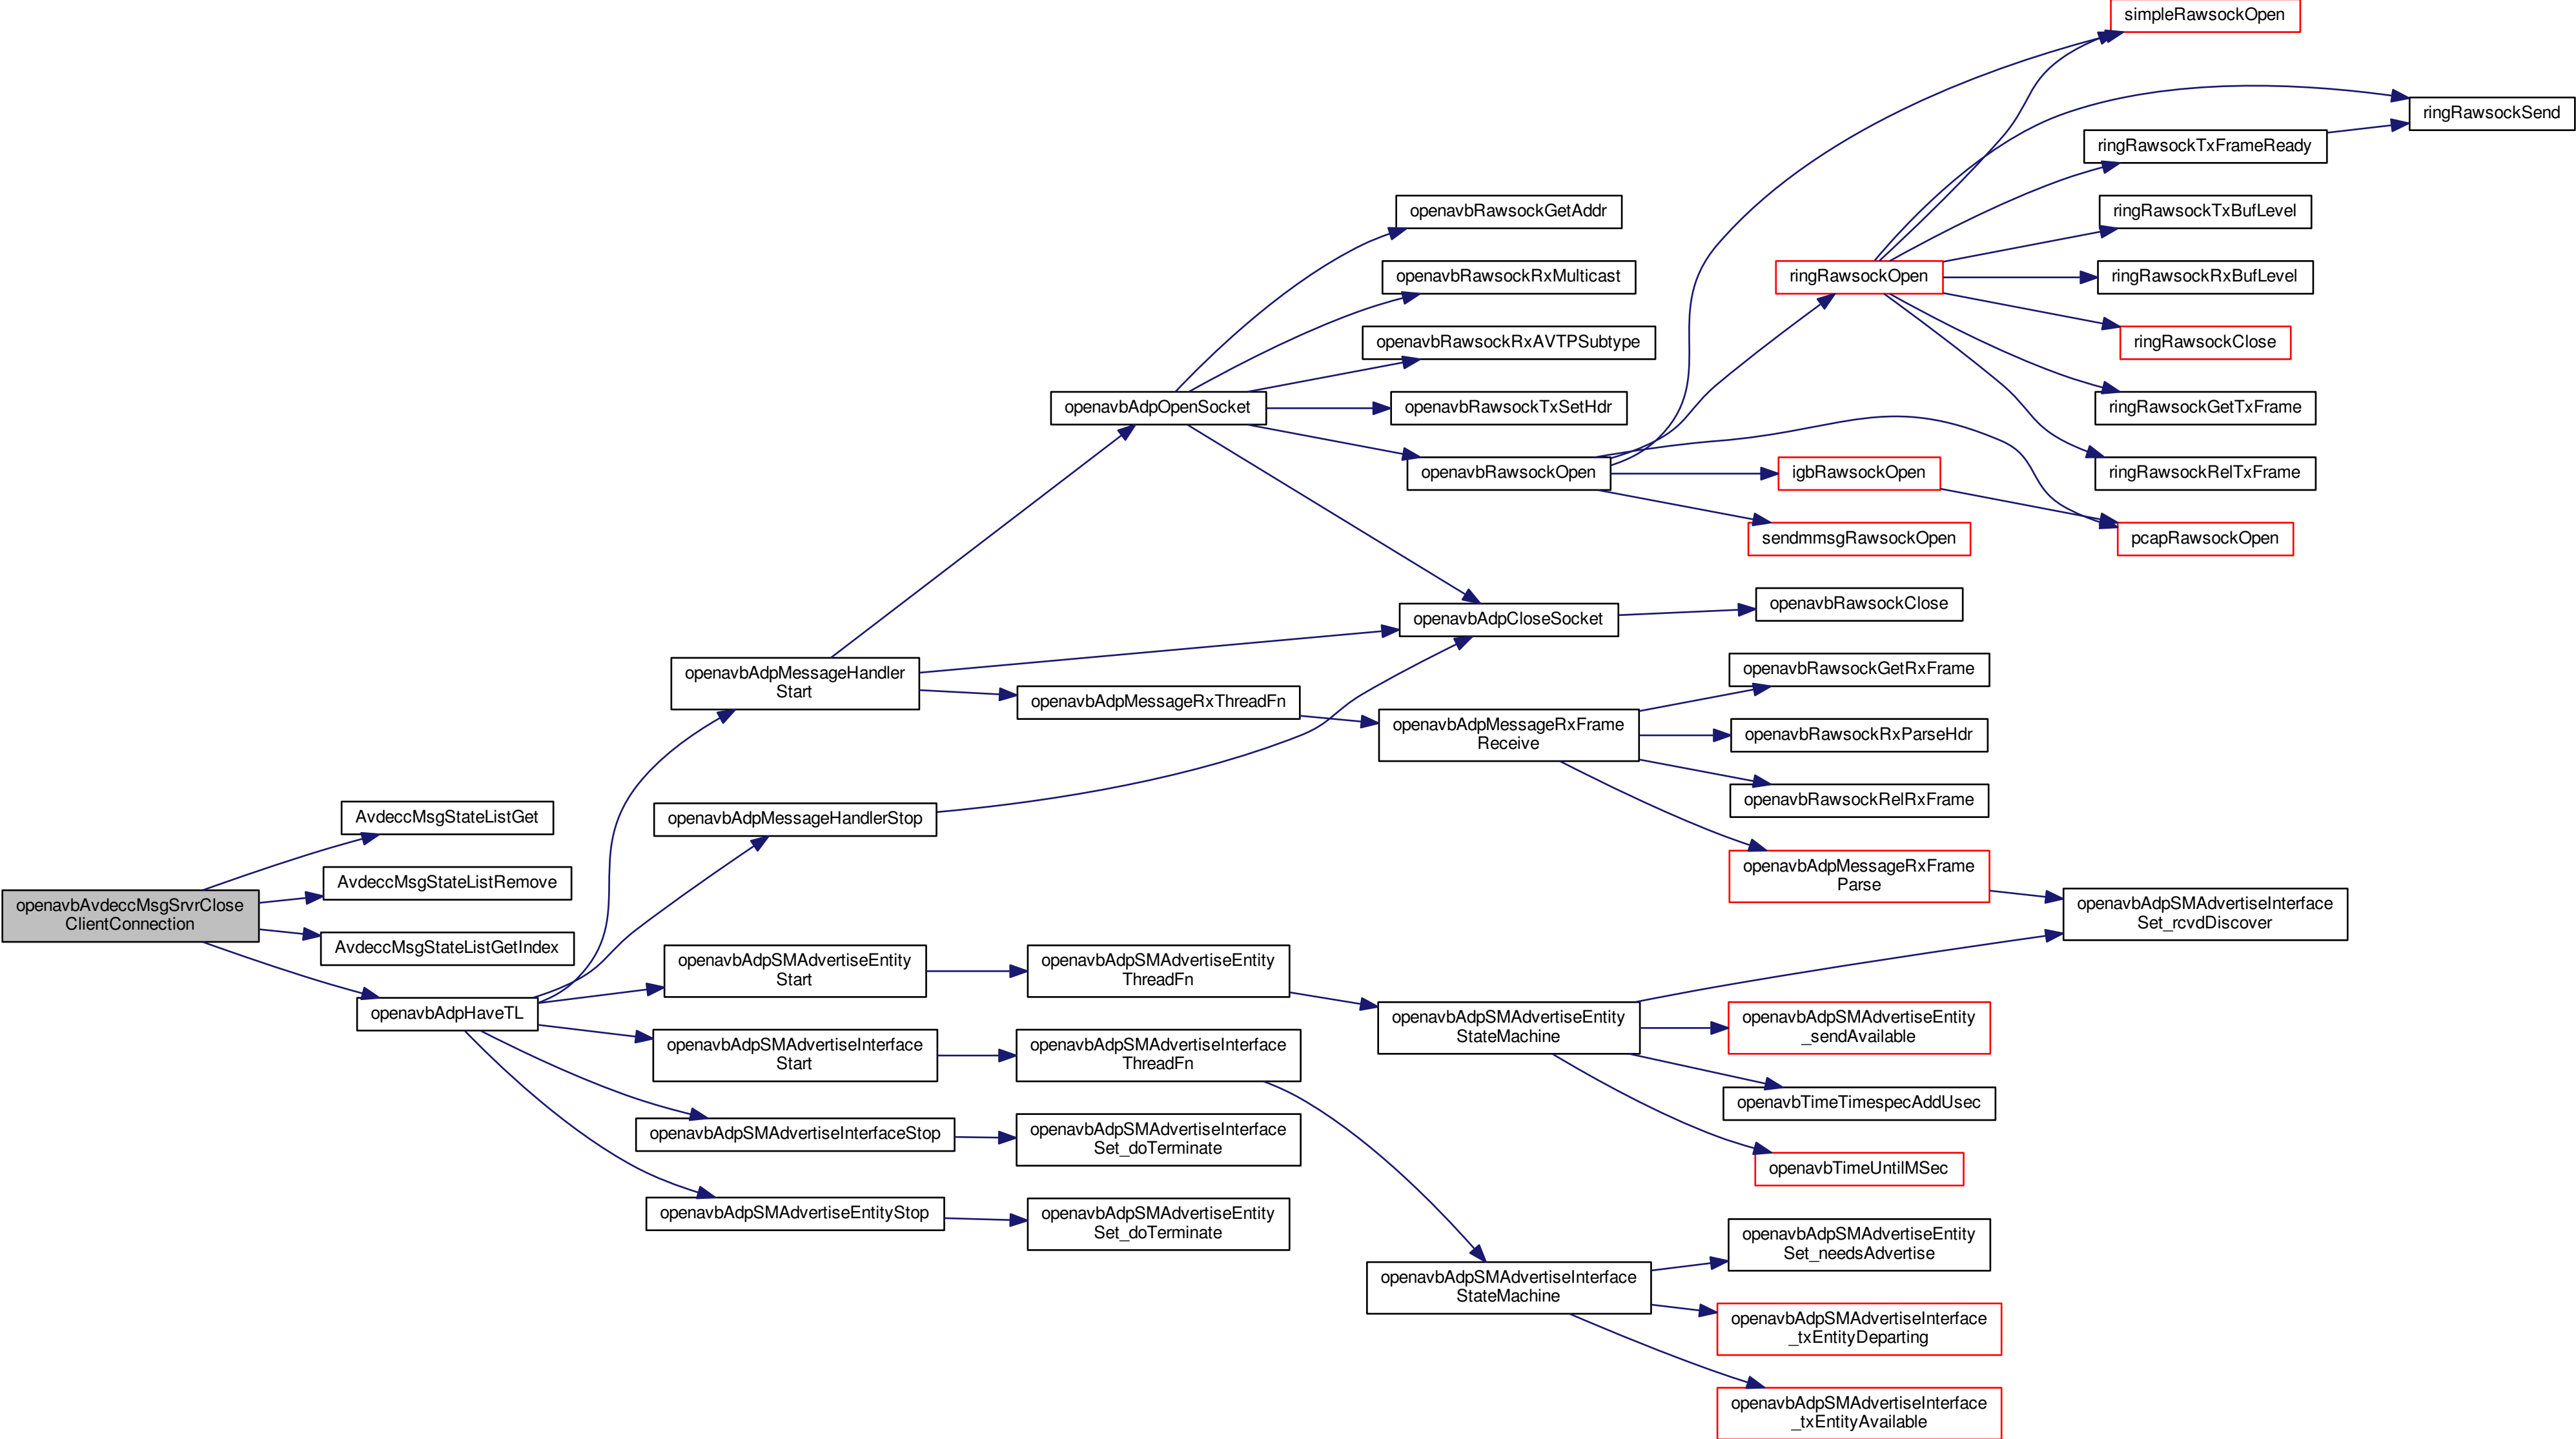 simpleRawsockOpen
ringRawsockSend
ringRawsockTxFrameReady
openavbRawsockGetAddr
ringRawsockTxBufLevel
openavbRawsockRxMulticast
ringRawsockOpen
ringRawsockRxBufLevel
openavbRawsockRxAVTPSubtype
ringRawsockClose
openavbAdpOpenSocket
openavbRawsockTxSetHdr
ringRawsockGetTxFrame
openavbRawsockOpen
igbRawsockOpen
ringRawsockRelTxFrame
sendmmsgRawsockOpen
pcapRawsockOpen
openavbAdpCloseSocket
openavbRawsockClose
openavbAdpMessageHandler
Start
openavbRawsockGetRxFrame
openavbAdpMessageRxThreadFn
openavbAdpMessageRxFrame
Receive
openavbRawsockRxParseHdr
openavbRawsockRelRxFrame
AvdeccMsgStateListGet
openavbAdpMessageHandlerStop
openavbAdpMessageRxFrame
Parse
AvdeccMsgStateListRemove
openavbAvdeccMsgSrvrClose
ClientConnection
openavbAdpSMAdvertiseInterface
Set_rcvdDiscover
AvdeccMsgStateListGetIndex
openavbAdpSMAdvertiseEntity
Start
openavbAdpSMAdvertiseEntity
ThreadFn
openavbAdpHaveTL
openavbAdpSMAdvertiseEntity
StateMachine
openavbAdpSMAdvertiseEntity
_sendAvailable
openavbAdpSMAdvertiseInterface
Start
openavbAdpSMAdvertiseInterface
ThreadFn
openavbTimeTimespecAddUsec
openavbAdpSMAdvertiseInterfaceStop
openavbAdpSMAdvertiseInterface
Set_doTerminate
openavbTimeUntilMSec
openavbAdpSMAdvertiseEntityStop
openavbAdpSMAdvertiseEntity
Set_doTerminate
openavbAdpSMAdvertiseEntity
Set_needsAdvertise
openavbAdpSMAdvertiseInterface
StateMachine
openavbAdpSMAdvertiseInterface
_txEntityDeparting
openavbAdpSMAdvertiseInterface
_txEntityAvailable